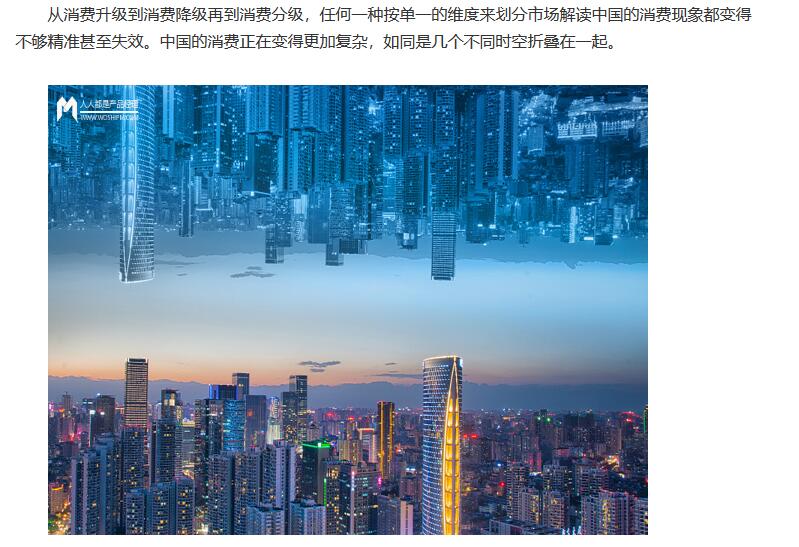 从消费升级到消费降级再到消费分级，任何一种按单一的维度来划分市场解读中国的消费现象都变得
不够精准甚至失效。中国的消费正在变得更加复杂，如同是几个不同时空折叠在一起。
人人都是产品经理
WWW.WOSHIPM.COM